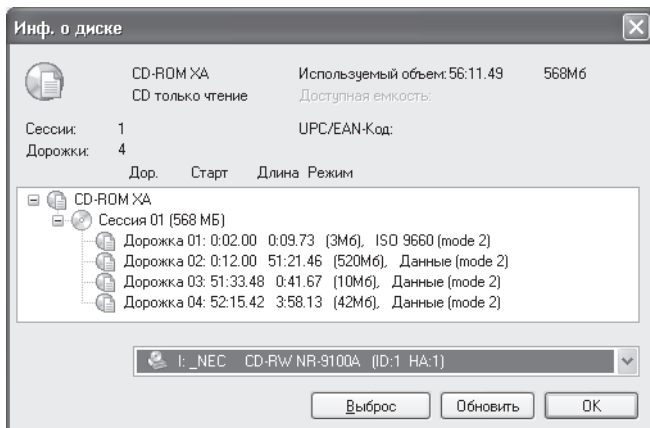 Инф. о диске
CD-ROM XA Используемый объем: 56:11.49 568Мб
CD только чтение Доступная емкость:
Сессии: 1 UPC/EAN-Код:
Дорожки: 4
Дор. Старт Длина Режим
CD-ROM XA
Сессия 01 (568 МБ)
Дорожка 01: 0:02.00 0:09.73 (3Мб), ISO 9660 (mode 2)
Дорожка 02: 0:12.00 51:21.46 (520Мб), Данные (mode 2)
Дорожка 03: 51:33.48 0:41.67 (10Мб), Данные (mode 2)
Дорожка 04: 52:15.42 3:58.13 (42Мб), Данные (mode 2)
I: _NEC CD-RW NR-9100A (ID:1 HA:1)
Выброс Обновить OK